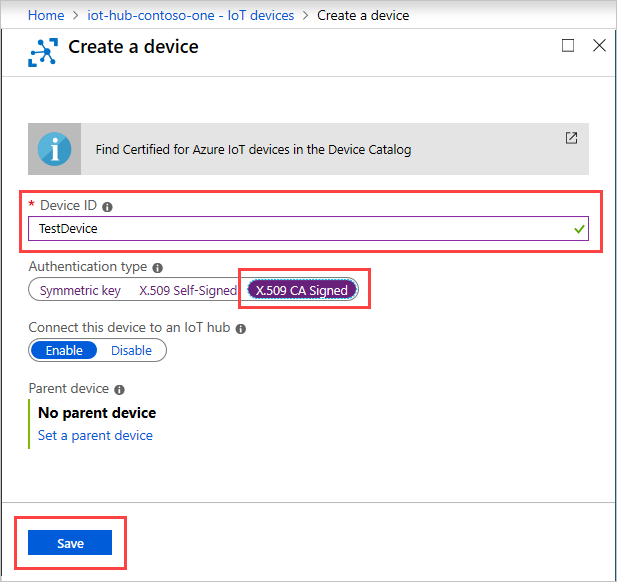 Home > iot-hub-contoso-one - IoT devices > Create a device
Create a device
Find Certified for Azure IoT devices in the Device Catalog
* Device ID
TestDevice
Authentication type
Symmetric key X.509 Self-Signed X.509 CA Signed
Connect this device to an IoT hub
Enable Disable
Parent device
No parent device
Set a parent device
Save